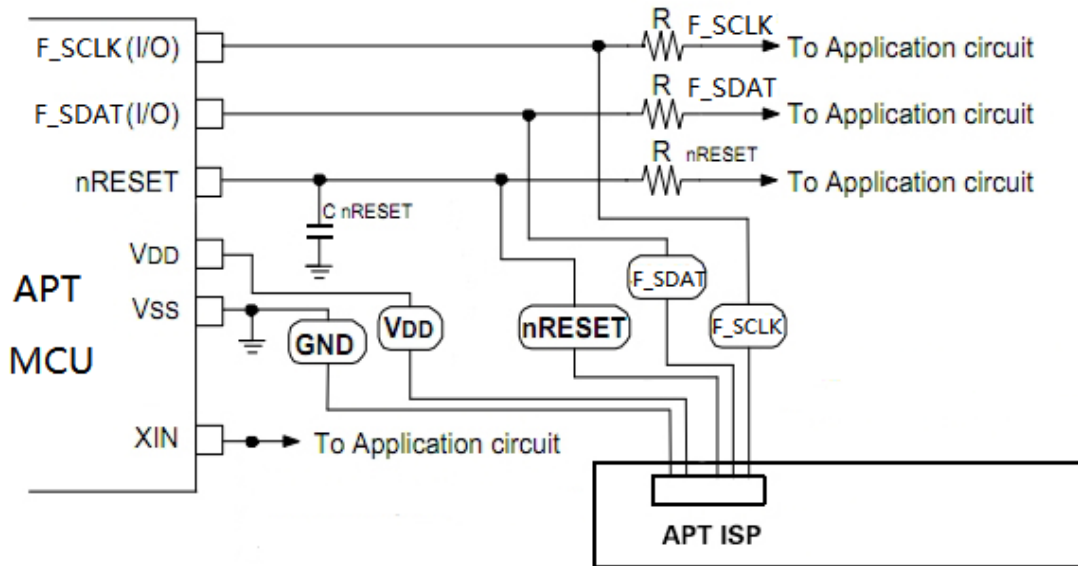 F_SCLK(I/O)
R
F_SCLK
To Application circuit
F_SDAT(I/O)
R
F_SDAT
To Application circuit
nRESET
R
nRESET
To Application circuit
C nRESET
VDD
APT
MCU
VSS
GND
VDD
nRESET
F_SDAT
F_SCLK
XIN
To Application circuit
APT ISP